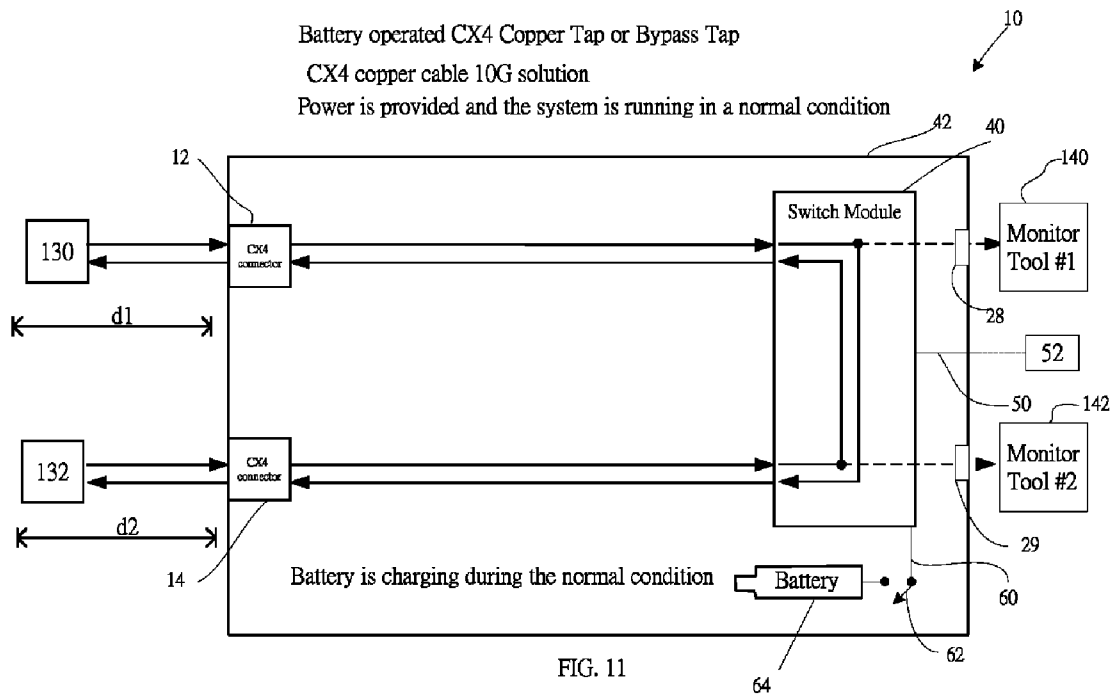 Battery operated CX4 Copper Tap or Bypass Tap
10
CX4 copper cable 10G solution
Power is provided and the system is running in a normal condition
42
40
12
140
Switch Module
130
CX4
connector
Monitor
Tool #1
d1
28
52
50
142
132
CX4
connector
Monitor
Tool #2
d2
14
29
Battery is charging during the normal condition
Battery
60
62
FIG. 11
64